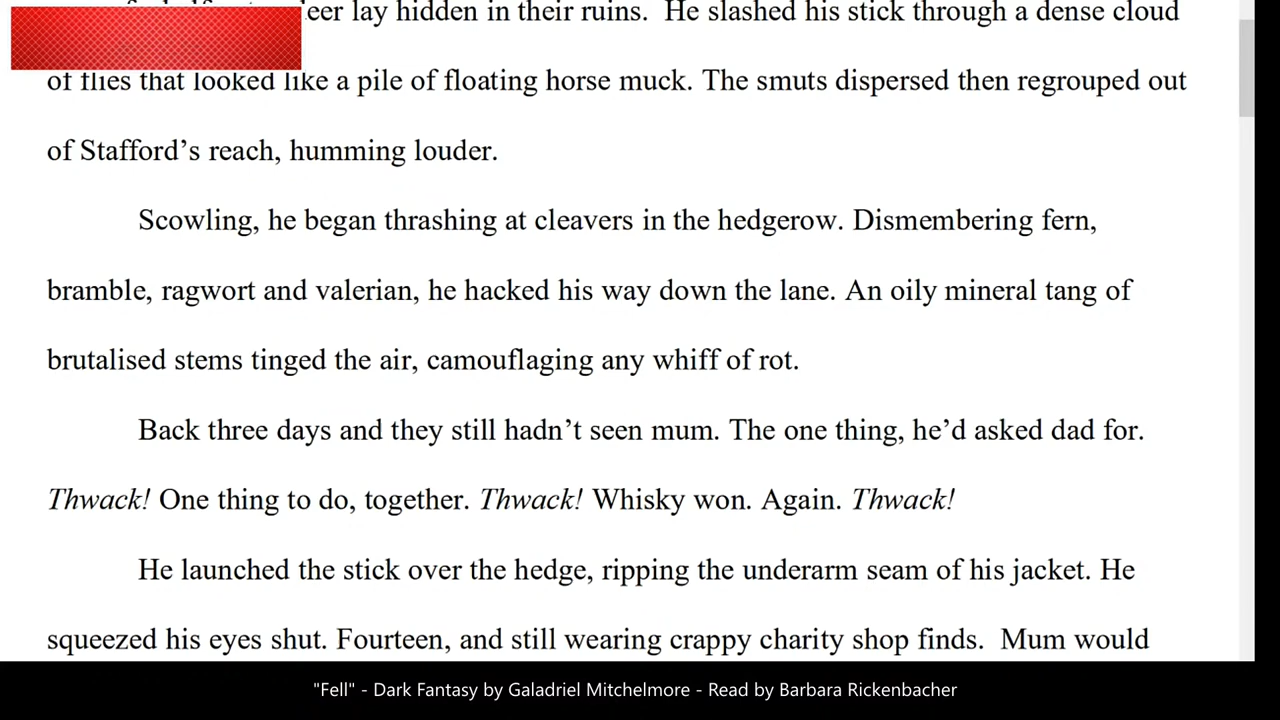 deer lay hidden in their ruins.  He slashed his stick through a dense cloud
of flies that looked like a pile of floating horse muck. The smuts dispersed then regrouped out
of Stafford’s reach, humming louder.
Scowling, he began thrashing at cleavers in the hedgerow. Dismembering fern,
bramble, ragwort and valerian, he hacked his way down the lane. An oily mineral tang of
brutalised stems tinged the air, camouflaging any whiff of rot.
Back three days and they still hadn’t seen mum. The one thing, he’d asked dad for.
Thwack! One thing to do, together. Thwack! Whisky won. Again. Thwack!
He launched the stick over the hedge, ripping the underarm seam of his jacket. He
squeezed his eyes shut. Fourteen, and still wearing crappy charity shop finds.  Mum would
"Fell" - Dark Fantasy by Galadriel Mitchelmore - Read by Barbara Rickenbacher